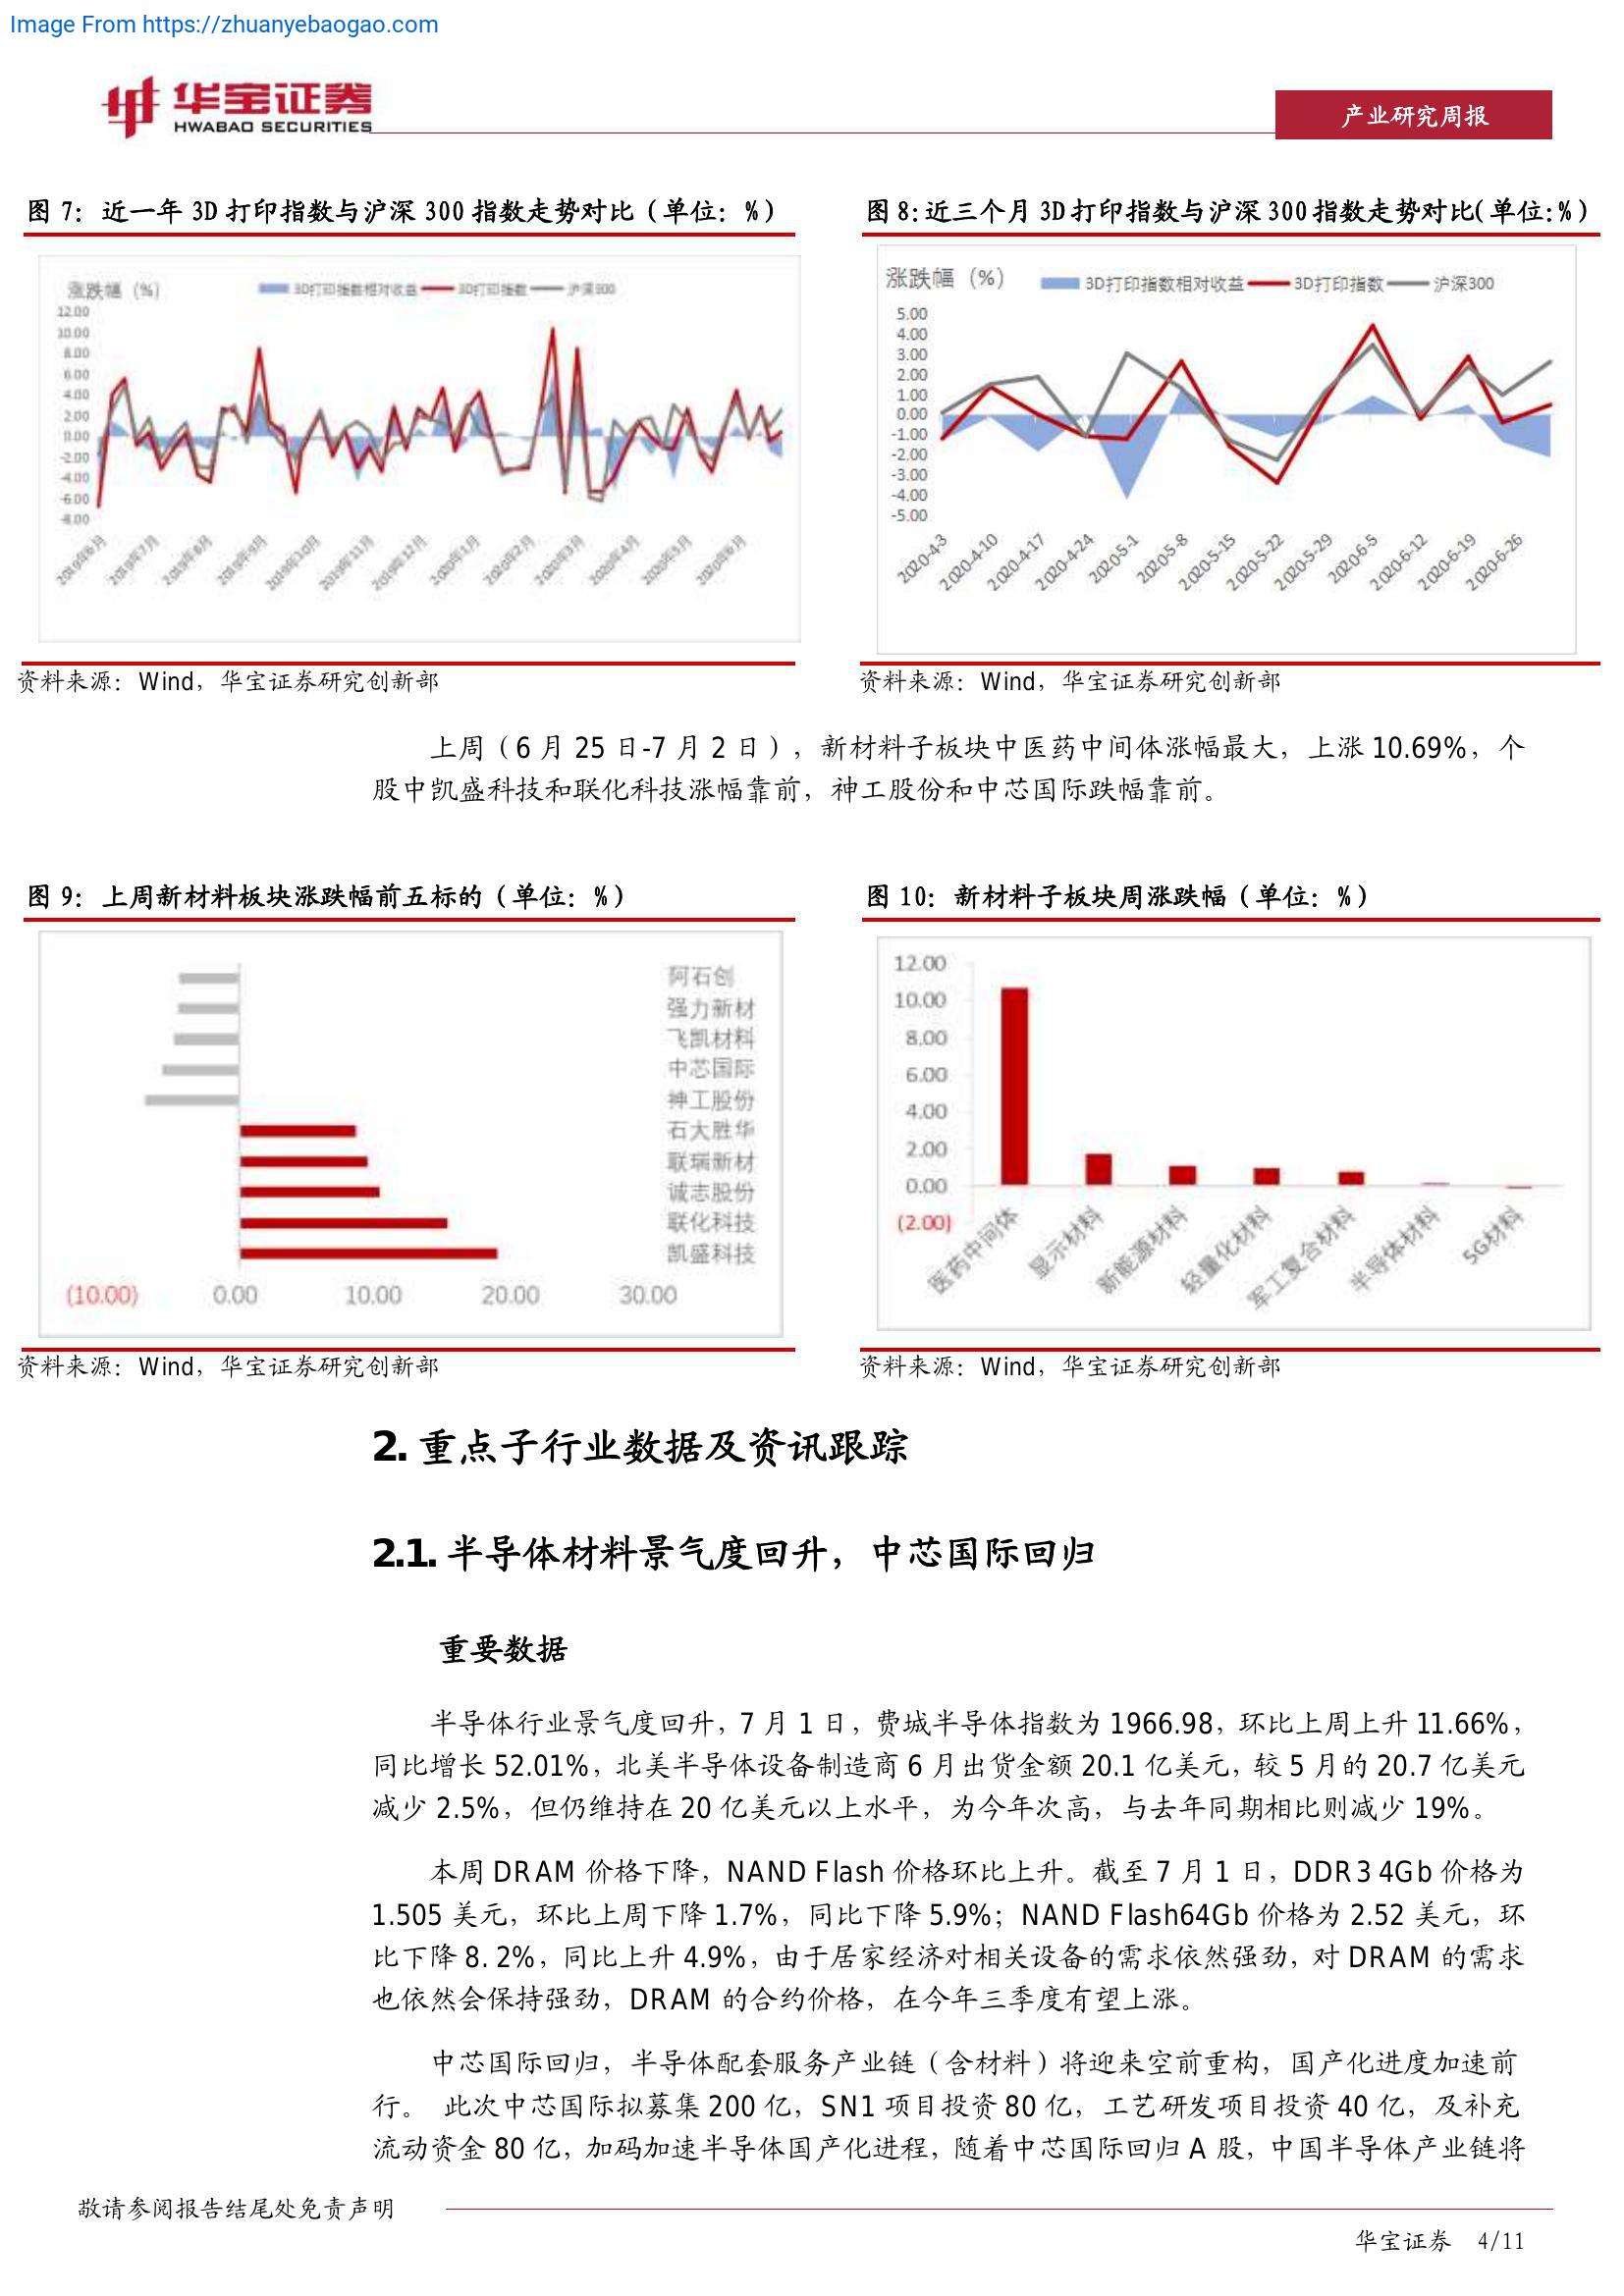 Image From https://zhuanyebaogao.com
华宝证券
HWABAO SECURITIES
产业研究周报
图 7：近一年 3D 打印指数与沪深 300 指数走势对比（单位：%）
涨跌幅（%）
3D打印指数相对收益
3D打印指数
沪深300
12.00
10.00
8.00
6.00
4.00
2.00
0.00
-2.00
-4.00
-6.00
-8.00
2019年6月
2019年7月
2019年8月
2019年9月
2019年10月
2019年11月
2019年12月
2020年1月
2020年2月
2020年3月
2020年4月
2020年5月
2020年6月
资料来源：Wind，华宝证券研究创新部
图 8：近三个月 3D 打印指数与沪深 300 指数走势对比（单位：%）
涨跌幅（%）
3D打印指数相对收益
3D打印指数
沪深300
5.00
4.00
3.00
2.00
1.00
0.00
-1.00
-2.00
-3.00
-4.00
-5.00
2020-4-3
2020-4-10
2020-4-17
2020-4-24
2020-5-1
2020-5-8
2020-5-15
2020-5-22
2020-5-29
2020-6-5
2020-6-12
2020-6-19
2020-6-26
资料来源：Wind，华宝证券研究创新部
上周（6 月 25 日-7 月 2 日），新材料子板块中医药中间体涨幅最大，上涨 10.69%，个
股中凯盛科技和联化科技涨幅靠前，神工股份和中芯国际跌幅靠前。
图 9：上周新材料板块涨跌幅前五标的（单位：%）
阿石创
强力新材
飞凯材料
中芯国际
神工股份
石大胜华
联瑞新材
诚志股份
联化科技
凯盛科技
(10.00)
0.00
10.00
20.00
30.00
资料来源：Wind，华宝证券研究创新部
图 10：新材料子板块周涨跌幅（单位：%）
12.00
10.00
8.00
6.00
4.00
2.00
0.00
(2.00)
医药中间体
显示材料
新能源材料
轻量化材料
军工复合材料
半导体材料
5G材料
资料来源：Wind，华宝证券研究创新部
2. 重点子行业数据及资讯跟踪
2.1. 半导体材料景气度回升，中芯国际回归
重要数据
半导体行业景气度回升，7 月 1 日，费城半导体指数为 1966.98，环比上周上升 11.66%，
同比增长 52.01%，北美半导体设备制造商 6 月出货金额 20.1 亿美元，较 5 月的 20.7 亿美元
减少 2.5%，但仍维持在 20 亿美元以上水平，为今年次高，与去年同期相比则减少 19%。
本周 DRAM 价格下降，NAND Flash 价格环比上升。截至 7 月 1 日，DDR3 4Gb 价格为
1.505 美元，环比上周下降 1.7%，同比下降 5.9%；NAND Flash64Gb 价格为 2.52 美元，环
比下降 8. 2%，同比上升 4.9%，由于居家经济对相关设备的需求依然强劲，对 DRAM 的需求
也依然会保持强劲，DRAM 的合约价格，在今年三季度有望上涨。
中芯国际回归，半导体配套服务产业链（含材料）将迎来空前重构，国产化进度加速前
行。 此次中芯国际拟募集 200 亿，SN1 项目投资 80 亿，工艺研发项目投资 40 亿，及补充
流动资金 80 亿，加码加速半导体国产化进程，随着中芯国际回归 A 股，中国半导体产业链将
敬请参阅报告结尾处免责声明
华宝证券 4/11